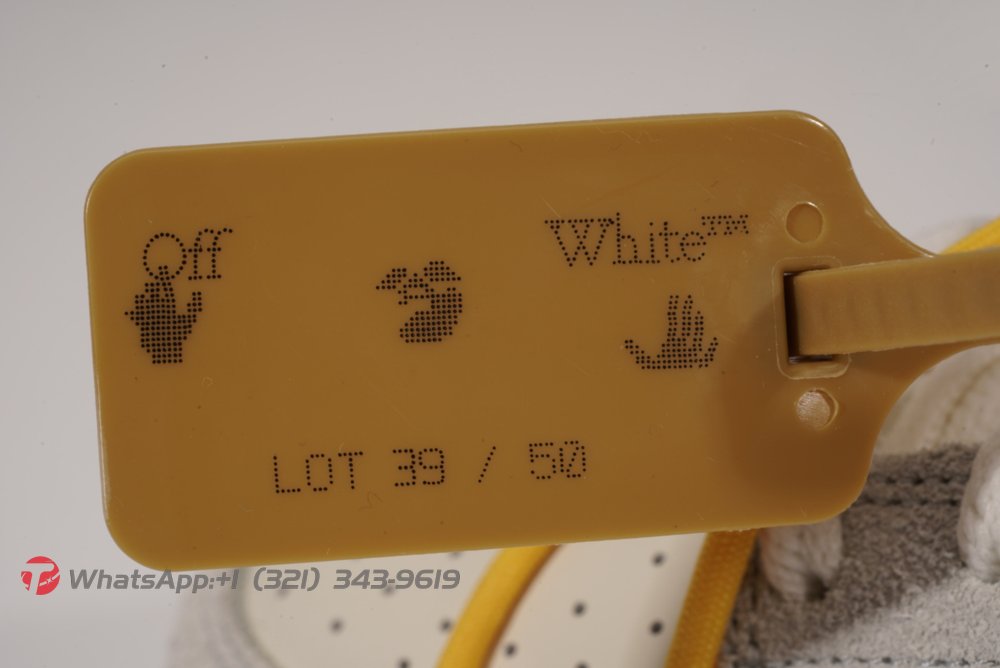 Off
White™
LOT 39 / 50
WhatsApp:+1 (321) 343-9619